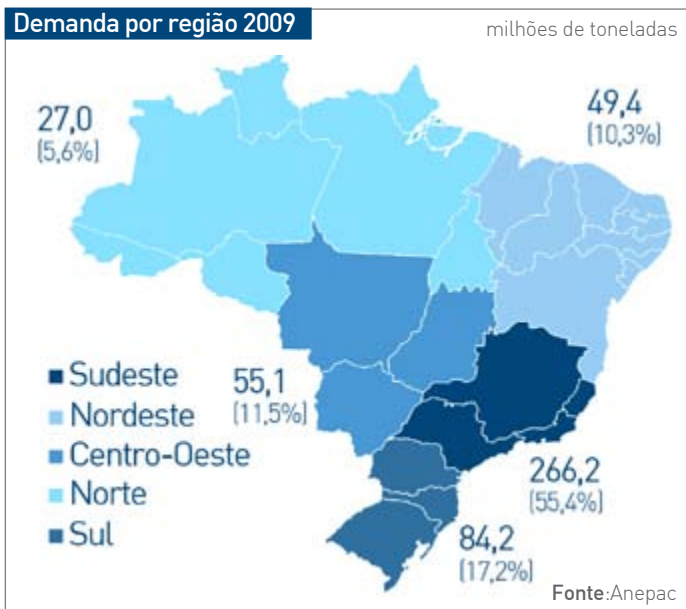 Demanda por região 2009
milhões de toneladas
27,0
(5,6%)
49,4
(10,3%)
Sudeste
Nordeste
Centro-Oeste
Norte
Sul
55,1
(11,5%)
266,2
(55,4%)
84,2
(17,2%)
Fonte:Anepac